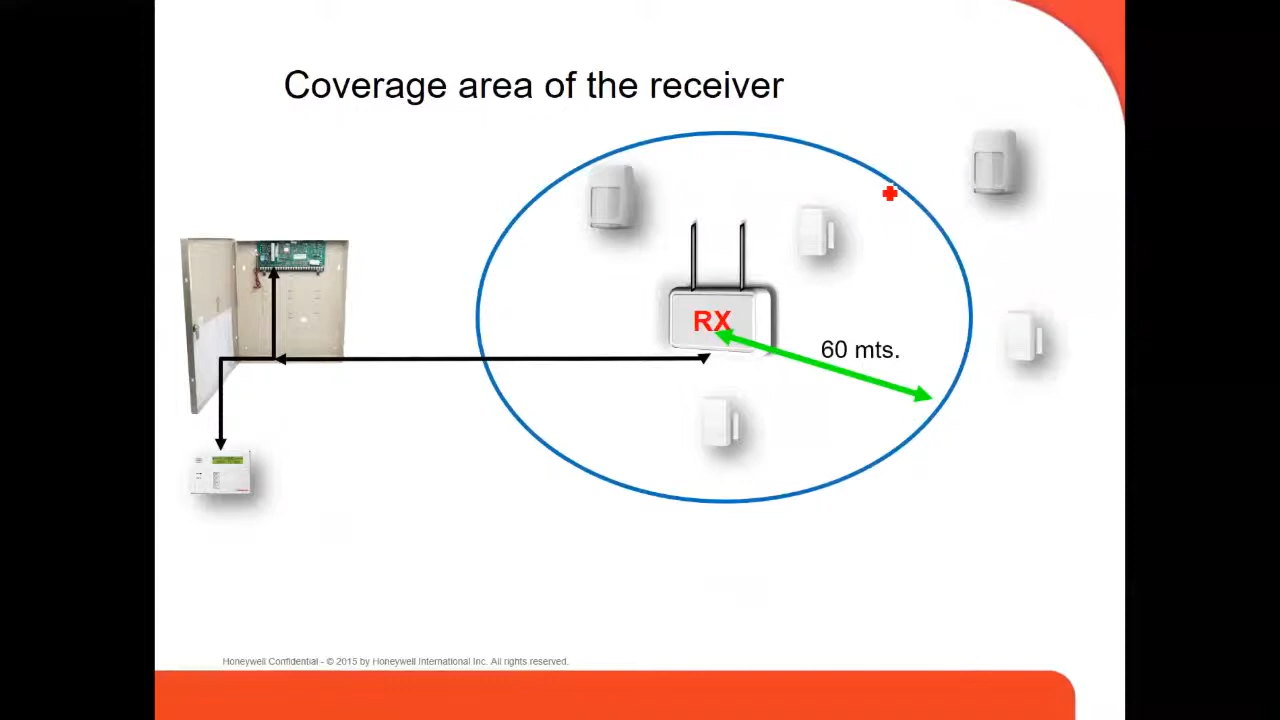 Coverage area of the receiver
RX
60 mts.
Honeywell Confidential - © 2015 by Honeywell International Inc. All rights reserved.